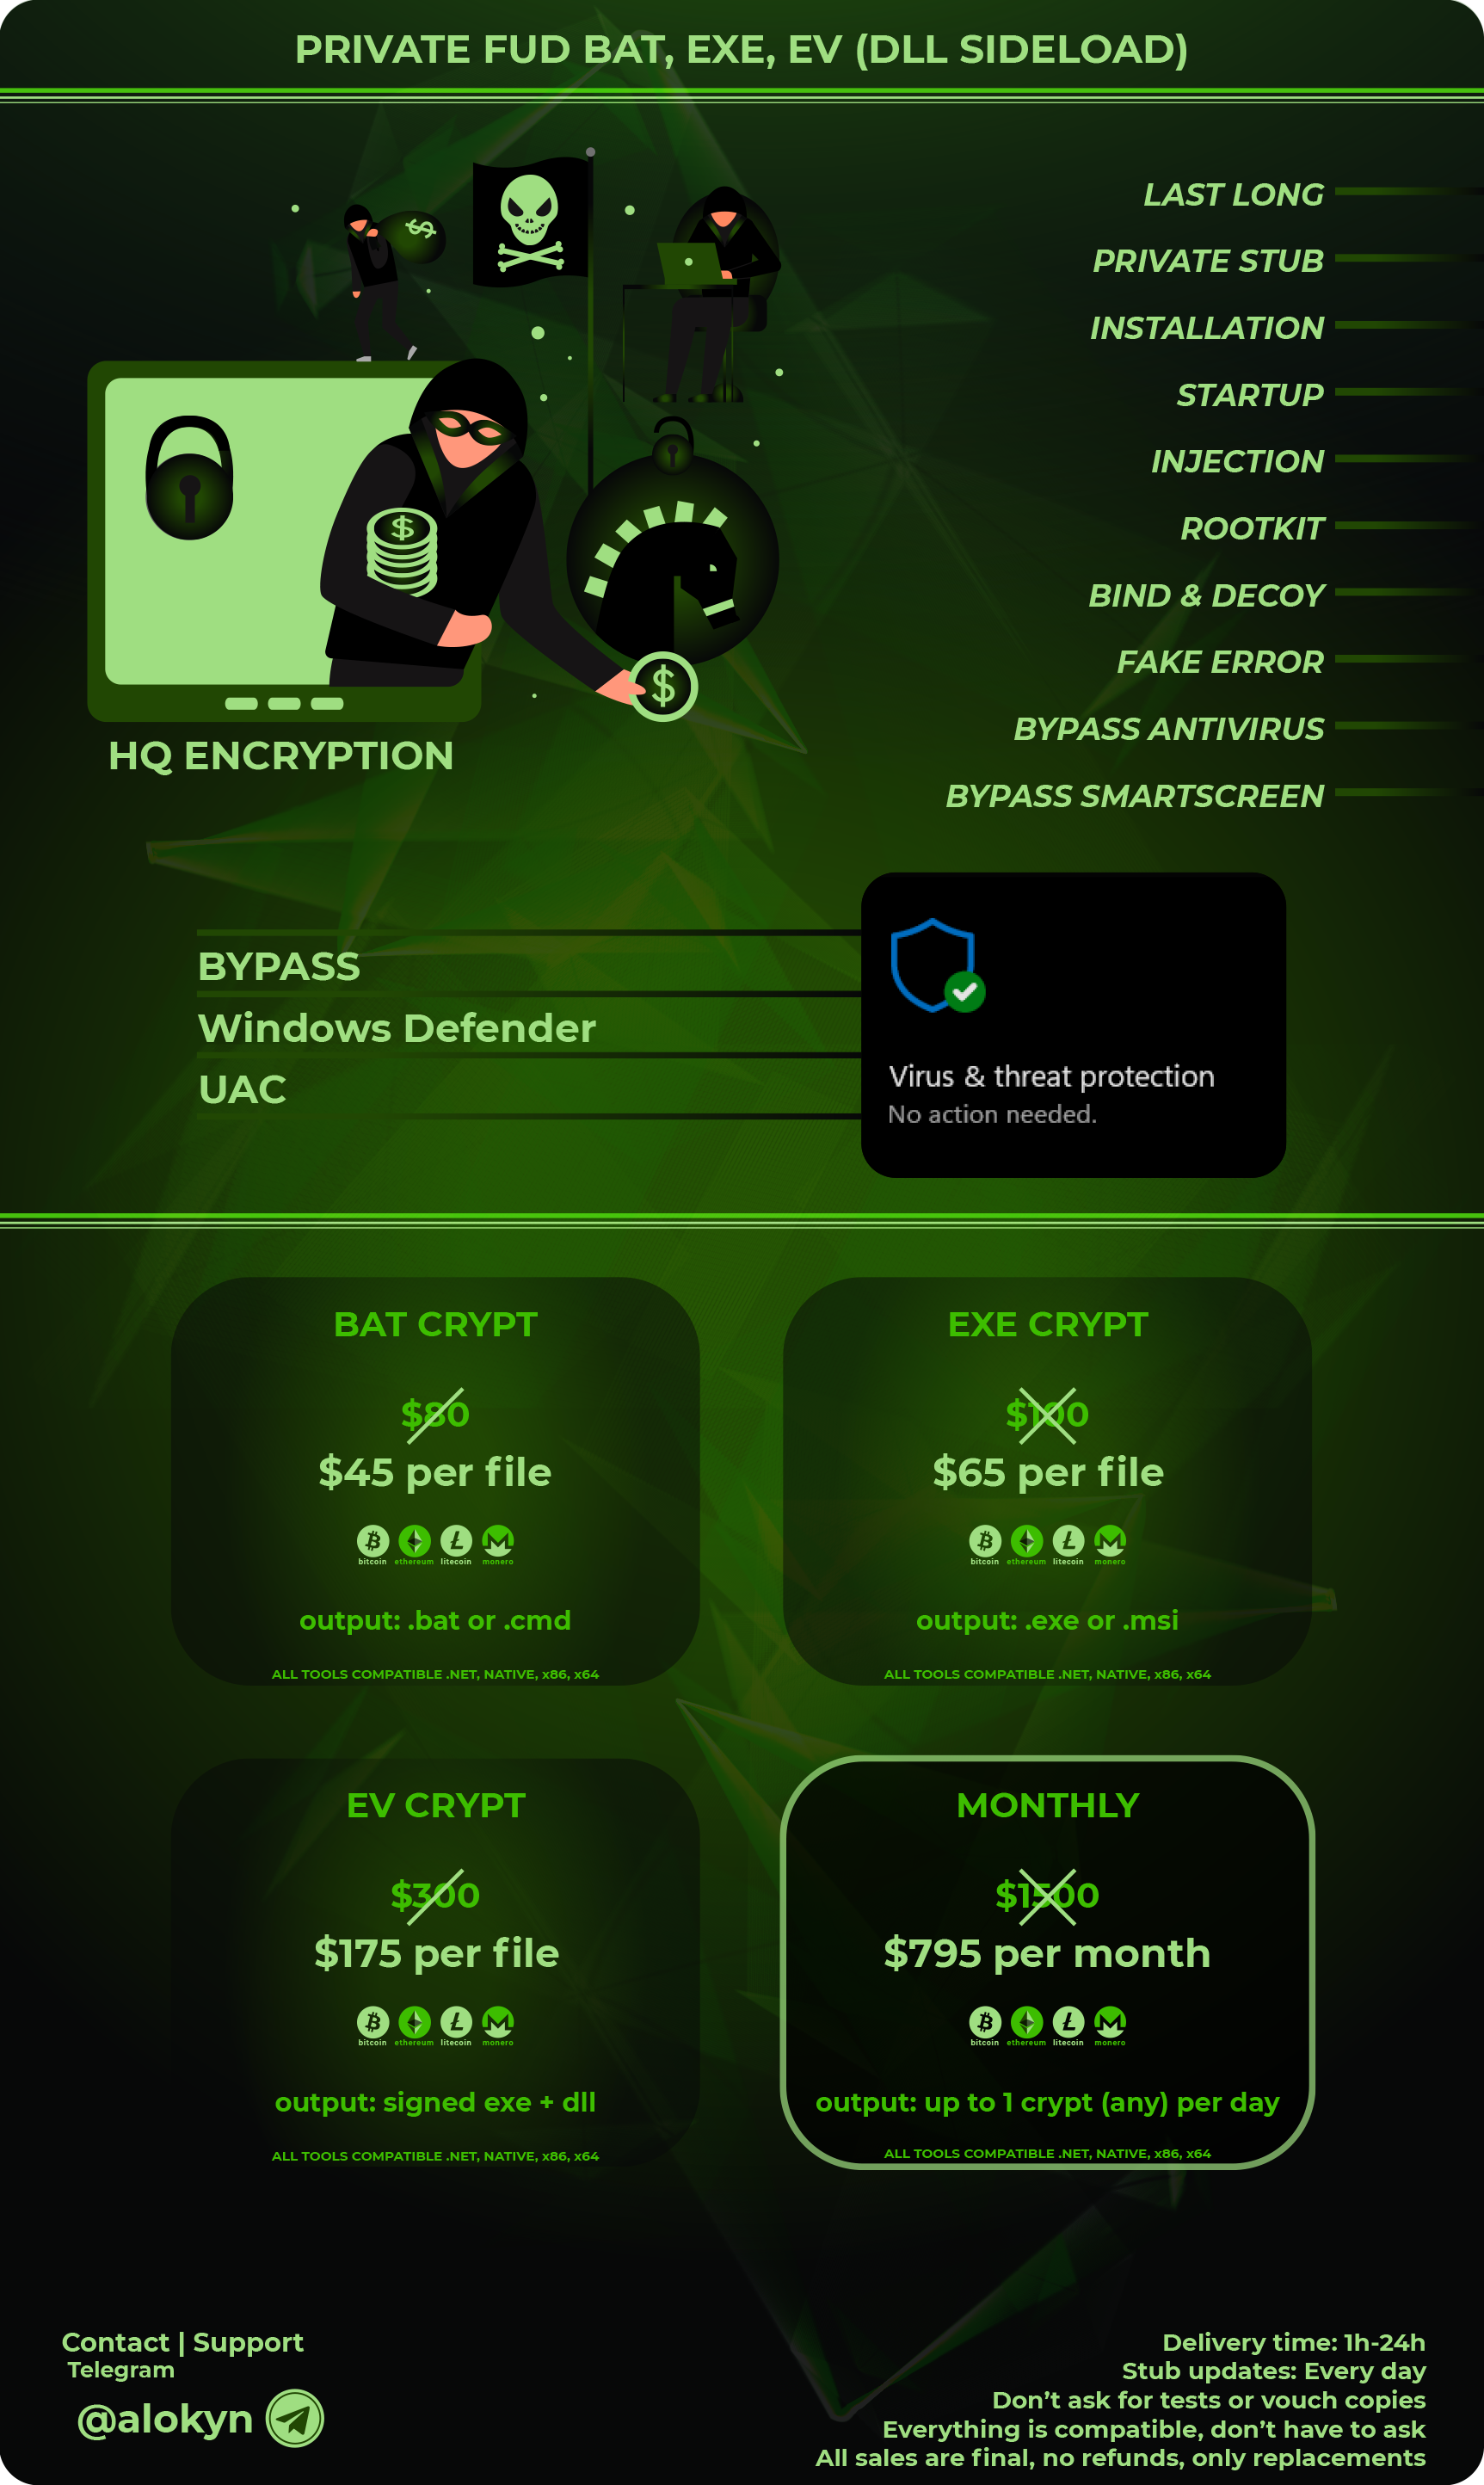 PRIVATE FUD BAT, EXE, EV (DLL SIDELOAD)
LAST LONG
PRIVATE STUB
INSTALLATION
STARTUP
INJECTION
ROOTKIT
BIND & DECOY
FAKE ERROR
BYPASS ANTIVIRUS
BYPASS SMARTSCREEN
$
$
$
HQ ENCRYPTION
BYPASS
Windows Defender
UAC
Virus & threat protection
No action needed.
BAT CRYPT
$80
$45 per file
bitcoin ethereum litecoin monero
output: .bat or .cmd
ALL TOOLS COMPATIBLE .NET, NATIVE, x86, x64
EXE CRYPT
$100
$65 per file
bitcoin ethereum litecoin monero
output: .exe or .msi
ALL TOOLS COMPATIBLE .NET, NATIVE, x86, x64
EV CRYPT
$300
$175 per file
bitcoin ethereum litecoin monero
output: signed exe + dll
ALL TOOLS COMPATIBLE .NET, NATIVE, x86, x64
MONTHLY
$1500
$795 per month
bitcoin ethereum litecoin monero
output: up to 1 crypt (any) per day
ALL TOOLS COMPATIBLE .NET, NATIVE, x86, x64
Contact | Support
Telegram
@alokyn
Delivery time: 1h-24h
Stub updates: Every day
Don't ask for tests or vouch copies
Everything is compatible, don't have to ask
All sales are final, no refunds, only replacements